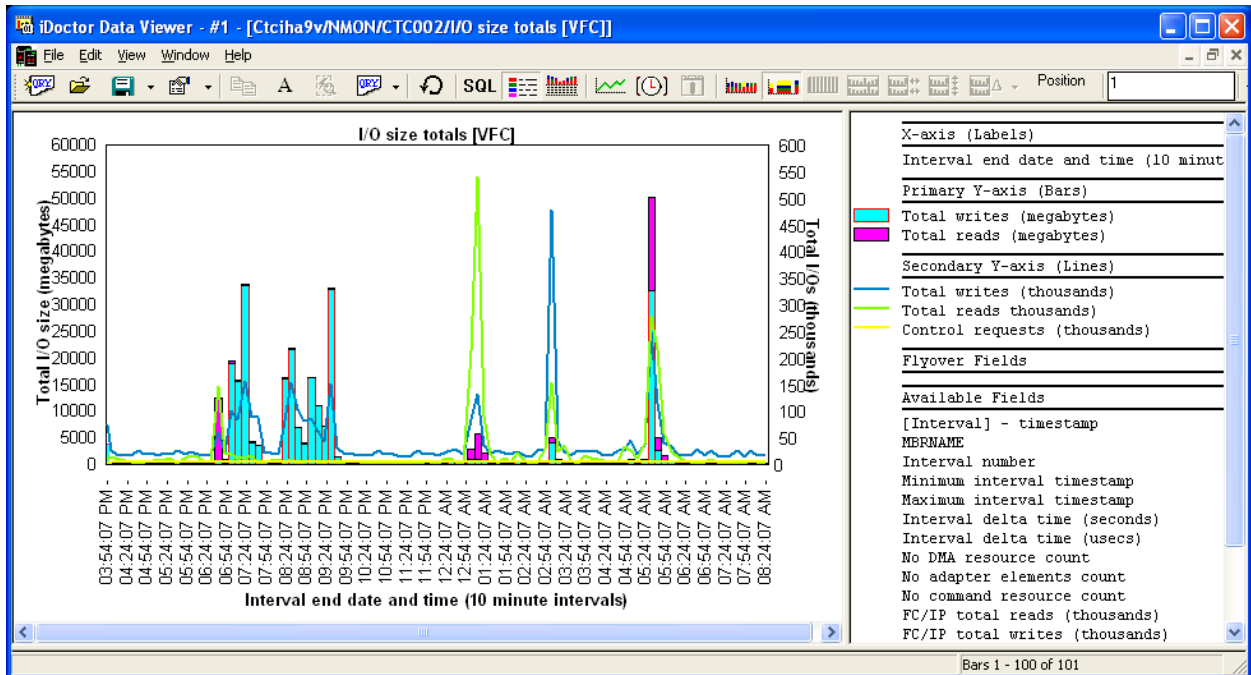 iDoctor Data Viewer - #1 - [Ctciha9v/NMON/CTC002/I/O size totals [VFC]]
File Edit View Window Help
QRY A QRY SQL Position 1
I/O size totals [VFC]
Total I/O size (megabytes)
60000
55000
50000
45000
40000
35000
30000
25000
20000
15000
10000
5000
0
600
550
500
450
400
350
300
250
200
150
100
50
0
Total I/Os (thousands)
03:54:07 PM -
04:24:07 PM -
04:54:07 PM -
05:24:07 PM -
05:54:07 PM -
06:24:07 PM -
06:54:07 PM -
07:24:07 PM -
07:54:07 PM -
08:24:07 PM -
08:54:07 PM -
09:24:07 PM -
09:54:07 PM -
10:24:07 PM -
10:54:07 PM -
11:24:07 PM -
11:54:07 PM -
12:24:07 AM -
12:54:07 AM -
01:24:07 AM -
01:54:07 AM -
02:24:07 AM -
02:54:07 AM -
03:24:07 AM -
03:54:07 AM -
04:24:07 AM -
04:54:07 AM -
05:24:07 AM -
05:54:07 AM -
06:24:07 AM -
06:54:07 AM -
07:24:07 AM -
07:54:07 AM -
08:24:07 AM -
Interval end date and time (10 minute intervals)
X-axis (Labels)
Interval end date and time (10 minut
Primary Y-axis (Bars)
Total writes (megabytes)
Total reads (megabytes)
Secondary Y-axis (Lines)
Total writes (thousands)
Total reads thousands)
Control requests (thousands)
Flyover Fields
Available Fields
[Interval] - timestamp
MBRNAME
Interval number
Minimum interval timestamp
Maximum interval timestamp
Interval delta time (seconds)
Interval delta time (usecs)
No DMA resource count
No adapter elements count
No command resource count
FC/IP total reads (thousands)
FC/IP total writes (thousands)
Bars 1 - 100 of 101